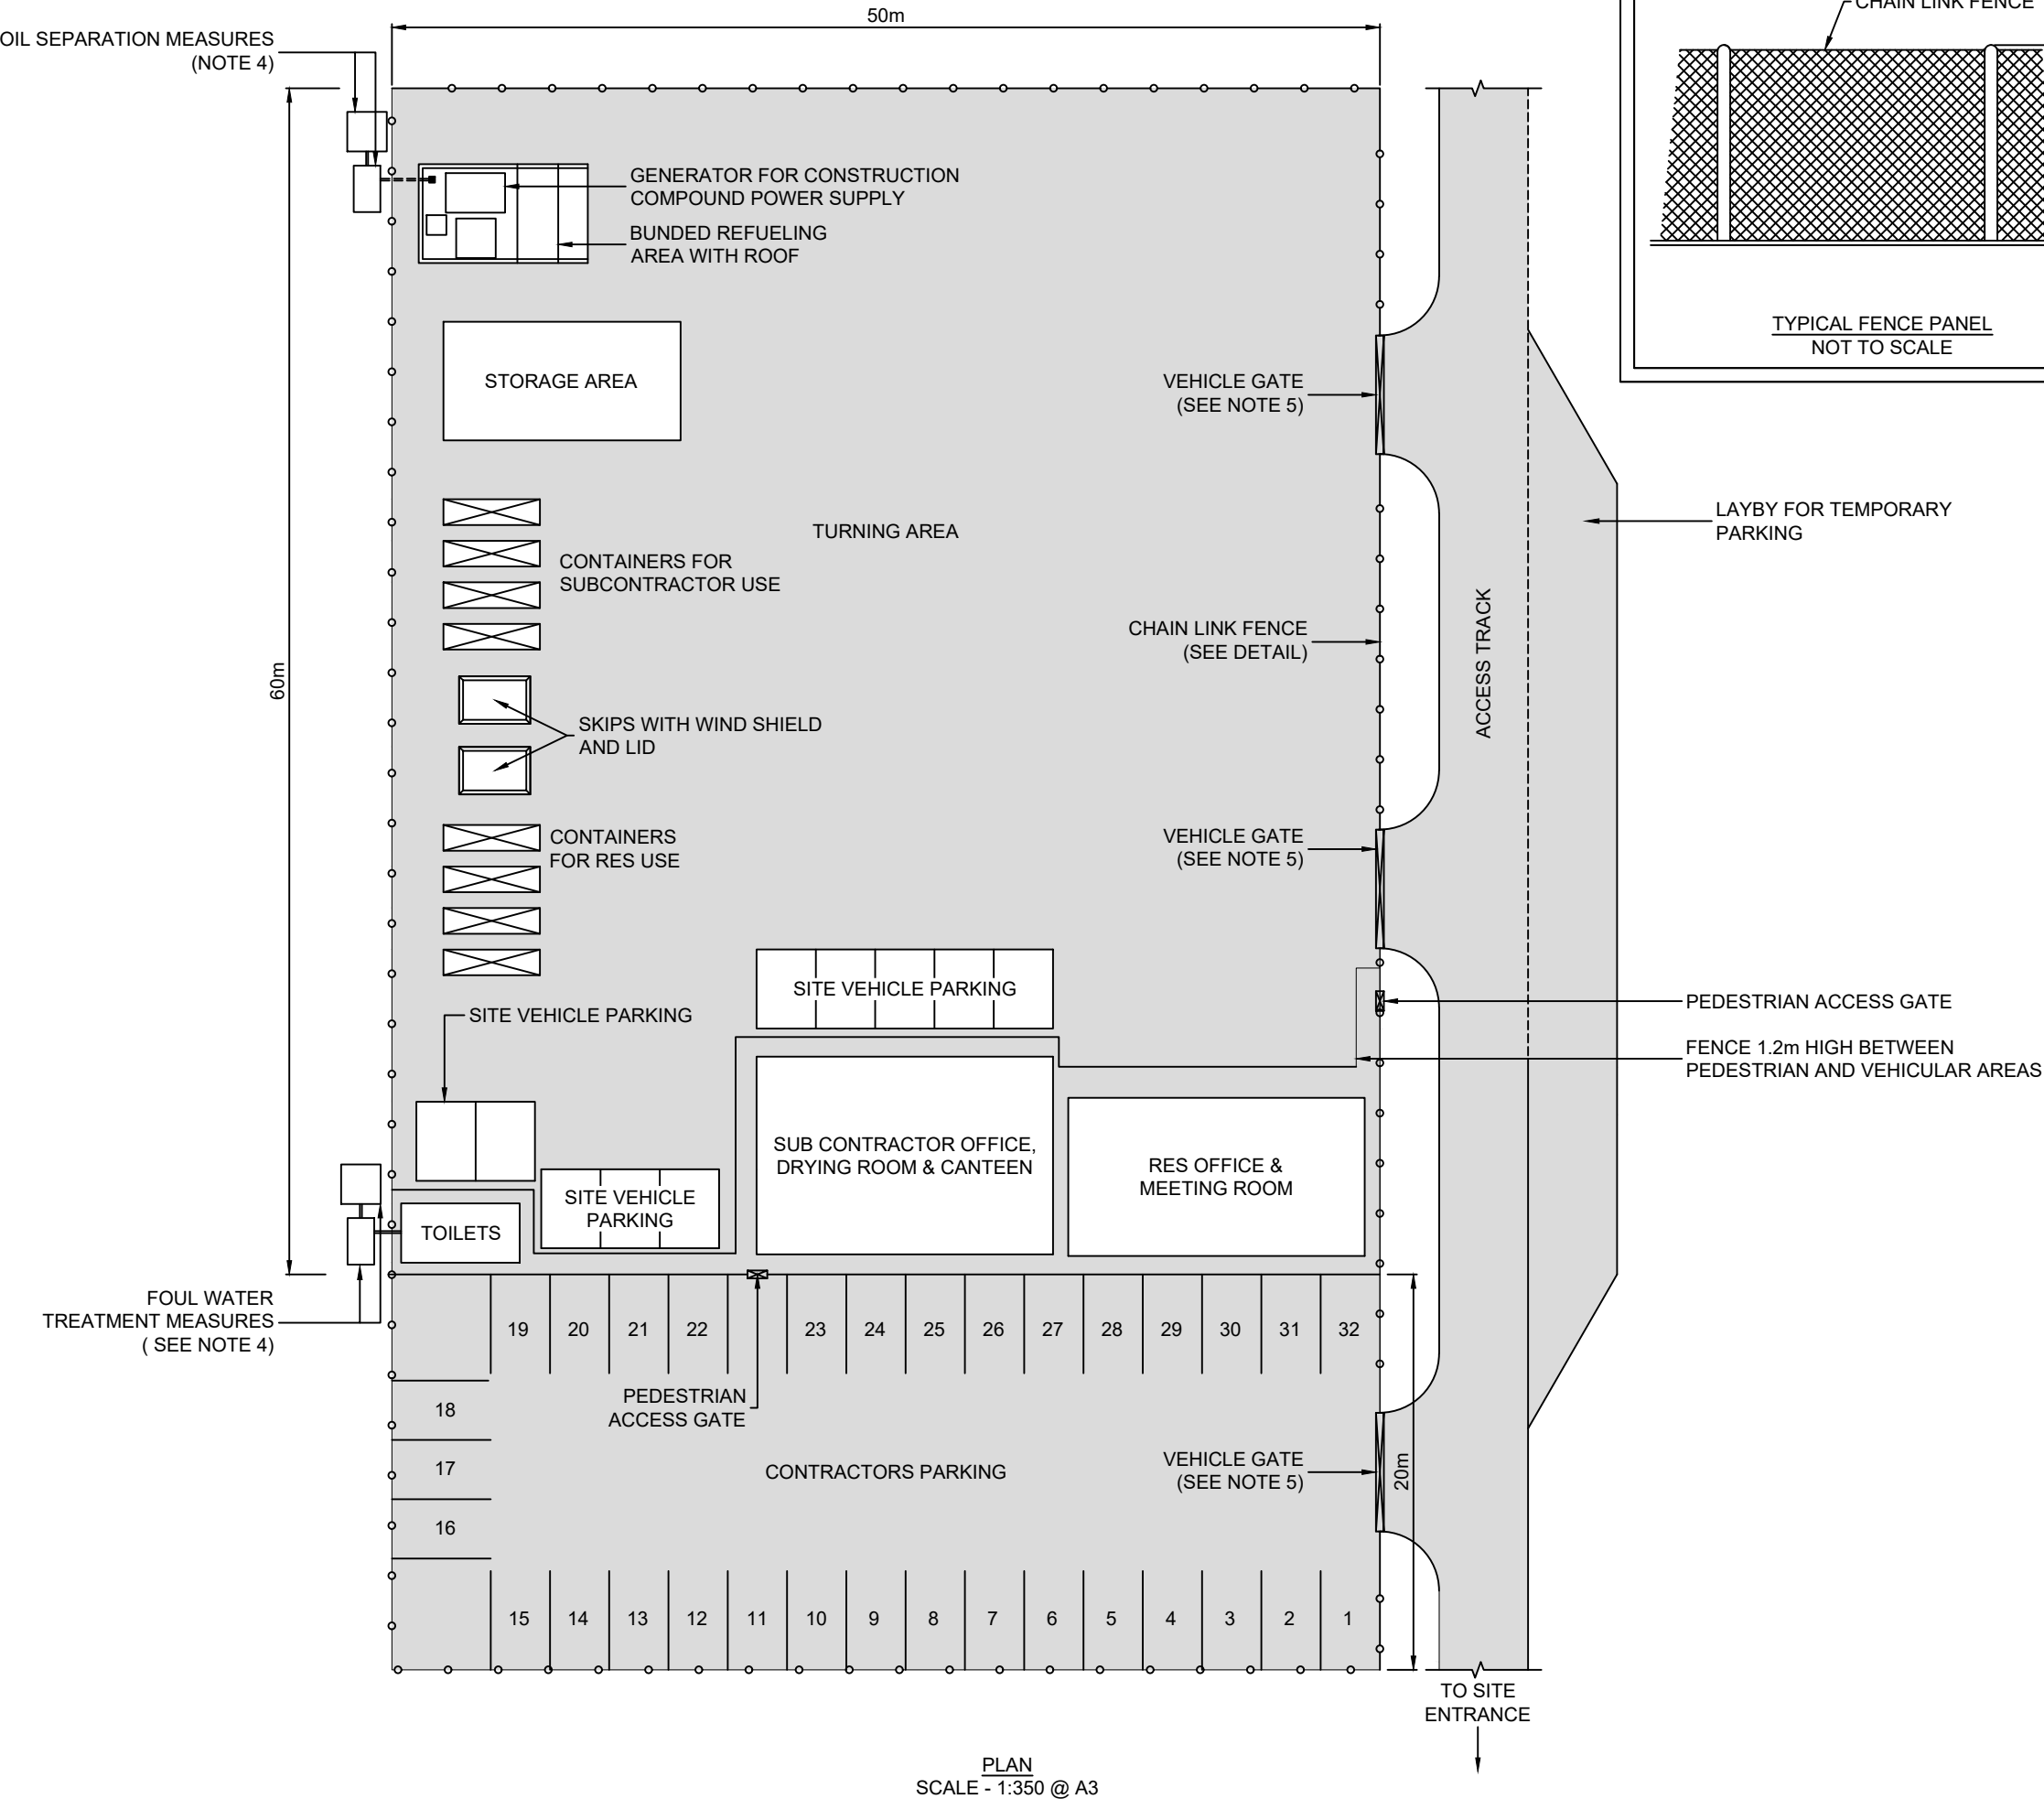 50m
CHAIN LINK FENCE
OIL SEPARATION MEASURES
(NOTE 4)
GENERATOR FOR CONSTRUCTION
COMPOUND POWER SUPPLY
BUNDED REFUELING
AREA WITH ROOF
TYPICAL FENCE PANEL
NOT TO SCALE
STORAGE AREA
VEHICLE GATE
(SEE NOTE 5)
LAYBY FOR TEMPORARY
PARKING
TURNING AREA
CONTAINERS FOR
SUBCONTRACTOR USE
CHAIN LINK FENCE
(SEE DETAIL)
ACCESS TRACK
60m
SKIPS WITH WIND SHIELD
AND LID
CONTAINERS
FOR RES USE
VEHICLE GATE
(SEE NOTE 5)
SITE VEHICLE PARKING
SITE VEHICLE PARKING
PEDESTRIAN ACCESS GATE
FENCE 1.2m HIGH BETWEEN
PEDESTRIAN AND VEHICULAR AREAS
SUB CONTRACTOR OFFICE,
DRYING ROOM & CANTEEN
RES OFFICE &
MEETING ROOM
SITE VEHICLE
PARKING
TOILETS
FOUL WATER
TREATMENT MEASURES
( SEE NOTE 4)
19 20 21 22 23 24 25 26 27 28 29 30 31 32
PEDESTRIAN
ACCESS GATE
18
17
16
CONTRACTORS PARKING
VEHICLE GATE
(SEE NOTE 5)
20m
15 14 13 12 11 10 9 8 7 6 5 4 3 2 1
TO SITE
ENTRANCE
PLAN
SCALE - 1:350 @ A3